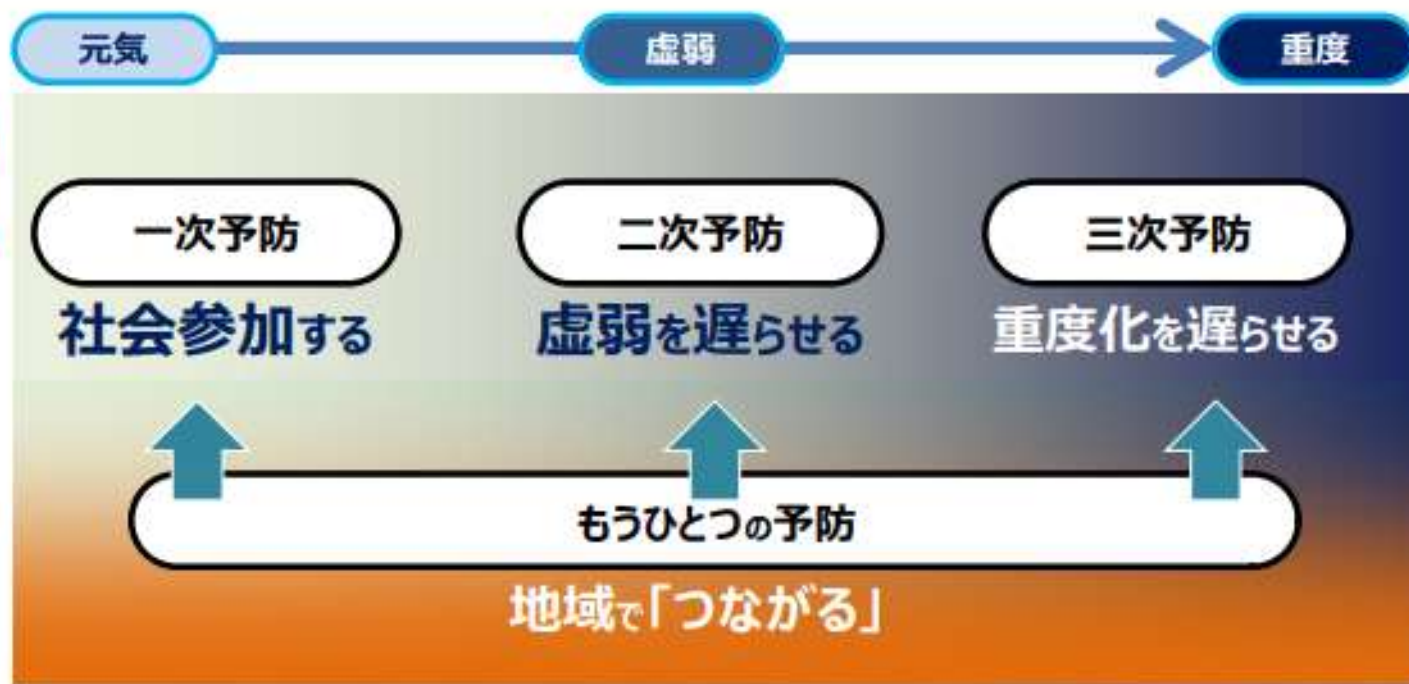 元気 虚弱 重度
一次予防 二次予防 三次予防
社会参加する 虚弱を遅らせる 重度化を遅らせる
もうひとつの予防
地域で「つながる」